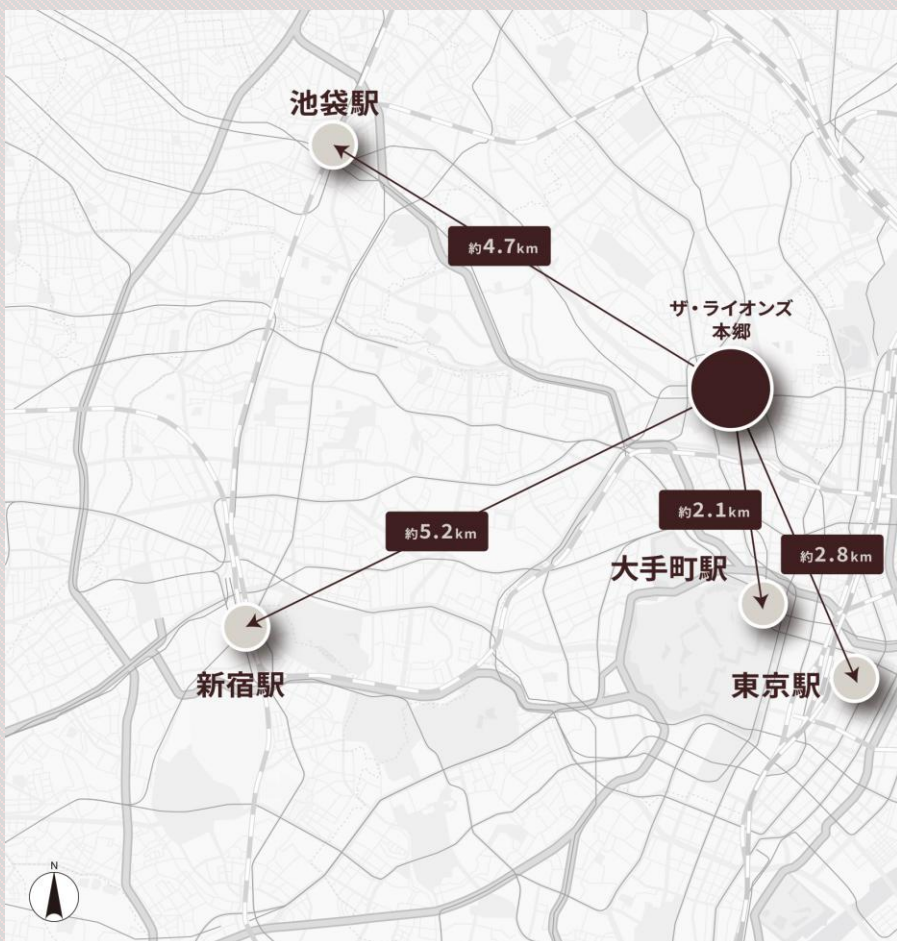 池袋駅
約4.7km
ザ・ライオンズ
本郷
約2.1km
約5.2km
約2.8km
大手町駅
新宿駅
東京駅
N